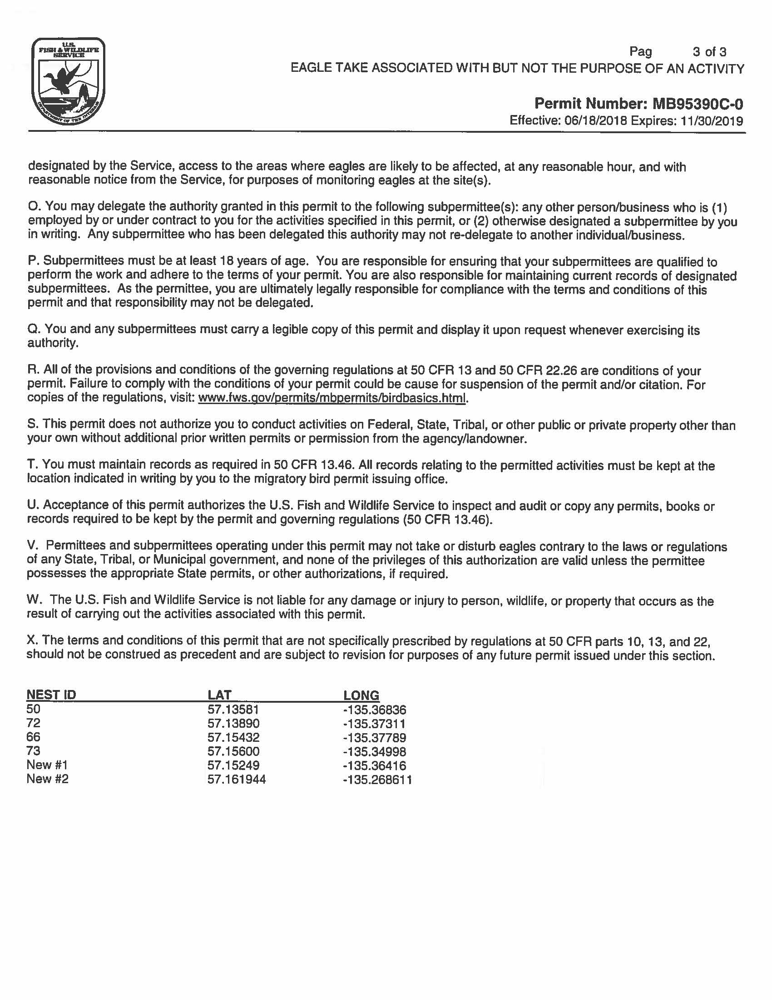 U.S.
FISH & WILDLIFE
SERVICE
DEPARTMENT OF THE INTERIOR
Pag 3 of 3
EAGLE TAKE ASSOCIATED WITH BUT NOT THE PURPOSE OF AN ACTIVITY
Permit Number: MB95390C-0
Effective: 06/18/2018 Expires: 11/30/2019
designated by the Service, access to the areas where eagles are likely to be affected, at any reasonable hour, and with
reasonable notice from the Service, for purposes of monitoring eagles at the site(s).
O. You may delegate the authority granted in this permit to the following subpermittee(s): any other person/business who is (1)
employed by or under contract to you for the activities specified in this permit, or (2) otherwise designated a subpermittee by you
in writing. Any subpermittee who has been delegated this authority may not re-delegate to another individual/business.
P. Subpermittees must be at least 18 years of age. You are responsible for ensuring that your subpermittees are qualified to
perform the work and adhere to the terms of your permit. You are also responsible for maintaining current records of designated
subpermittees. As the permittee, you are ultimately legally responsible for compliance with the terms and conditions of this
permit and that responsibility may not be delegated.
Q. You and any subpermittees must carry a legible copy of this permit and display it upon request whenever exercising its
authority.
R. All of the provisions and conditions of the governing regulations at 50 CFR 13 and 50 CFR 22.26 are conditions of your
permit. Failure to comply with the conditions of your permit could be cause for suspension of the permit and/or citation. For
copies of the regulations, visit: www.fws.gov/permits/mbpermits/birdbasics.html.
S. This permit does not authorize you to conduct activities on Federal, State, Tribal, or other public or private property other than
your own without additional prior written permits or permission from the agency/landowner.
T. You must maintain records as required in 50 CFR 13.46. All records relating to the permitted activities must be kept at the
location indicated in writing by you to the migratory bird permit issuing office.
U. Acceptance of this permit authorizes the U.S. Fish and Wildlife Service to inspect and audit or copy any permits, books or
records required to be kept by the permit and governing regulations (50 CFR 13.46).
V. Permittees and subpermittees operating under this permit may not take or disturb eagles contrary to the laws or regulations
of any State, Tribal, or Municipal government, and none of the privileges of this authorization are valid unless the permittee
possesses the appropriate State permits, or other authorizations, if required.
W. The U.S. Fish and Wildlife Service is not liable for any damage or injury to person, wildlife, or property that occurs as the
result of carrying out the activities associated with this permit.
X. The terms and conditions of this permit that are not specifically prescribed by regulations at 50 CFR parts 10, 13, and 22,
should not be construed as precedent and are subject to revision for purposes of any future permit issued under this section.
NEST ID LAT LONG
50 57.13581 -135.36836
72 57.13890 -135.37311
66 57.15432 -135.37789
73 57.15600 -135.34998
New #1 57.15249 -135.36416
New #2 57.161944 -135.268611